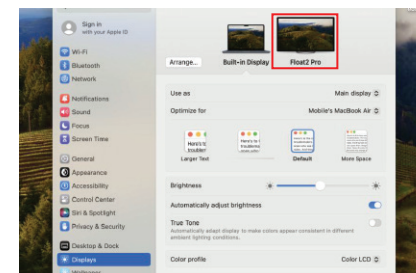 Sign in
with your Apple ID
Wi-Fi
Bluetooth
Network
Notifications
Sound
Focus
Screen Time
General
Appearance
Accessibility
Control Center
Siri & Spotlight
Privacy & Security
Desktop & Dock
Displays
Arrange...
Built-in Display
Float2 Pro
Use as
Main display
Optimize for
Mobile's MacBook Air
Larger Text
Default
More Space
Brightness
Automatically adjust brightness
True Tone
Automatically adapt display to make colors appear consistent in different
ambient lighting conditions.
Color profile
Color LCD